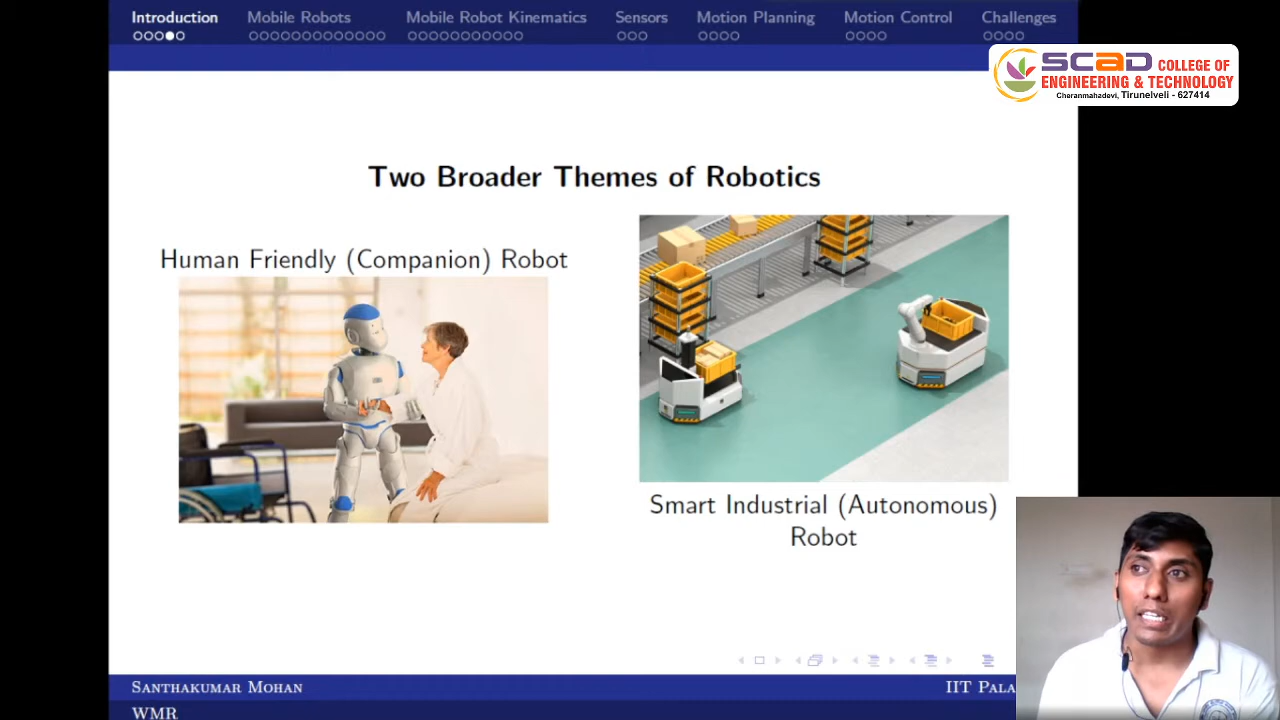 Introduction
Mobile Robots
Mobile Robot Kinematics
Sensors
Motion Planning
Motion Control
Challenges
SCAD COLLEGE OF
ENGINEERING & TECHNOLOGY
Cheranmahadevi, Tirunelveli - 627414
Two Broader Themes of Robotics
Human Friendly (Companion) Robot
Smart Industrial (Autonomous)
Robot
Santhakumar Mohan
IIT Pala
WMR